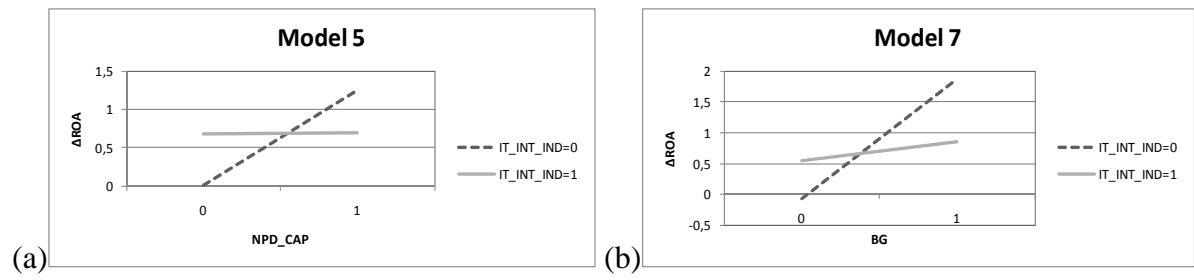 Model 5
1,5
1
0,5
0
ΔROA
0 1
NPD_CAP
IT_INT_IND=0
IT_INT_IND=1
(a)
Model 7
2
1,5
1
0,5
0
-0,5
ΔROA
0 1
BG
IT_INT_IND=0
IT_INT_IND=1
(b)